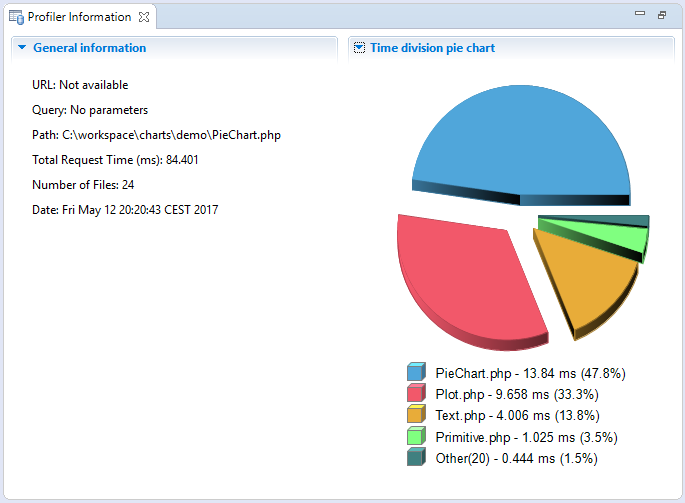 Profiler Information
General information
URL: Not available
Query: No parameters
Path: C:\workspace\charts\demo\PieChart.php
Total Request Time (ms): 84.401
Number of Files: 24
Date: Fri May 12 20:20:43 CEST 2017
Time division pie chart
PieChart.php - 13.84 ms (47.8%)
Plot.php - 9.658 ms (33.3%)
Text.php - 4.006 ms (13.8%)
Primitive.php - 1.025 ms (3.5%)
Other(20) - 0.444 ms (1.5%)